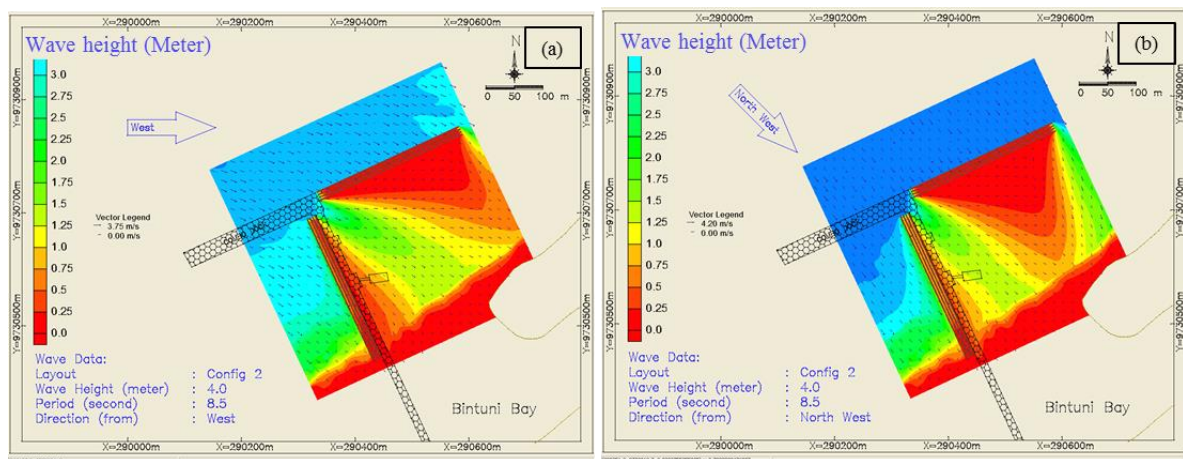 X=290000m X=290200m X=290400m X=290600m
Wave height (Meter)
(a)
N
0 50 100 m
3.0
2.75
2.5
2.25
2.0
1.75
1.5
1.25
1.0
0.75
0.5
0.25
0.0
West
Vector Legend
3.75 m/s
0.00 m/s
Y=9730900m
Y=9730700m
Y=9730500m
Y=9730900m
Y=9730700m
Y=9730500m
Wave Data:
Layout : Config 2
Wave Height (meter) : 4.0
Period (second) : 8.5
Direction (from) : West
Bintuni Bay
X=290000m X=290200m X=290400m X=290600m
X=290000m X=290200m X=290400m X=290600m
Wave height (Meter)
(b)
N
0 50 100 m
3.0
2.75
2.5
2.25
2.0
1.75
1.5
1.25
1.0
0.75
0.5
0.25
0.0
North West
Vector Legend
4.20 m/s
0.00 m/s
Y=9730900m
Y=9730700m
Y=9730500m
Y=9730900m
Y=9730700m
Y=9730500m
Wave Data:
Layout : Config 2
Wave Height (meter) : 4.0
Period (second) : 8.5
Direction (from) : North West
Bintuni Bay
X=290000m X=290200m X=290400m X=290600m